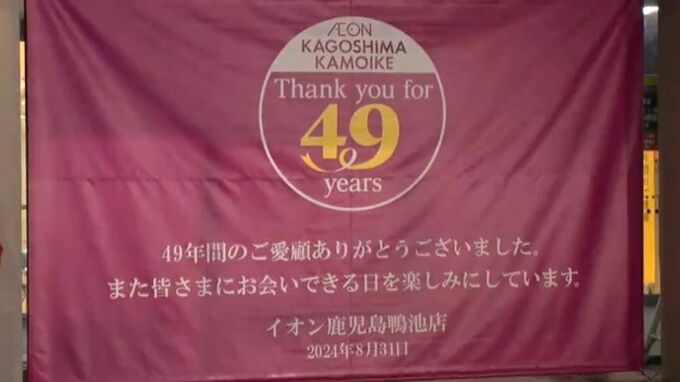 ÆON
KAGOSHIMA
KAMOIKE
Thank you for
49
years
49年間のご愛顧ありがとうございました。
また皆さまにお会いできる日を楽しみにしています。
イオン鹿児島鴨池店
2024年8月31日